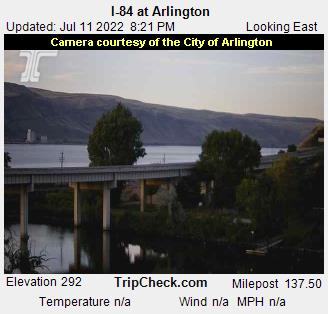 I-84 at Arlington
Updated: Jul 11 2022 8:21 PM Looking East
Camera courtesy of the City of Arlington
Elevation 292 TripCheck.com Milepost 137.50
Temperature n/a Wind n/a MPH n/a